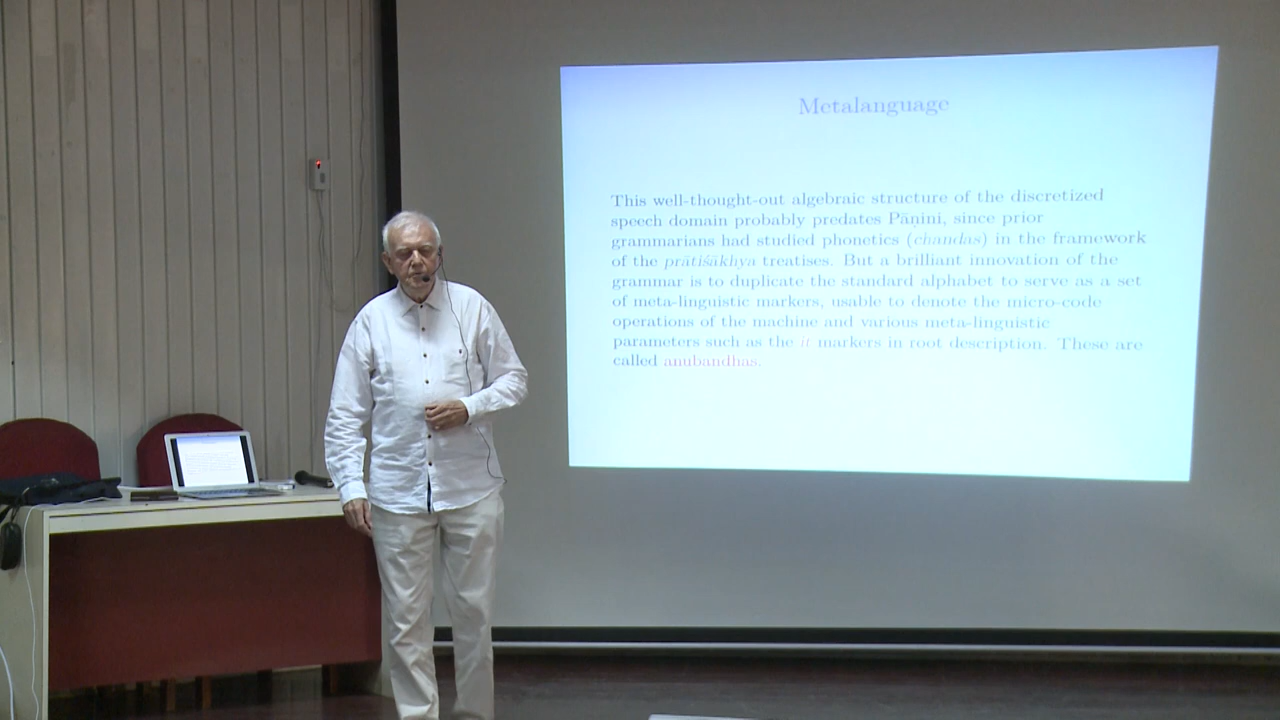 Metalanguage
This well-thought-out algebraic structure of the discretized
speech domain probably predates Pāṇini, since prior
grammarians had studied phonetics (chandas) in the framework
of the prātiśākhya treatises. But a brilliant innovation of the
grammar is to duplicate the standard alphabet to serve as a set
of meta-linguistic markers, usable to denote the micro-code
operations of the machine and various meta-linguistic
parameters such as the it markers in root description. These are
called anubandhas.